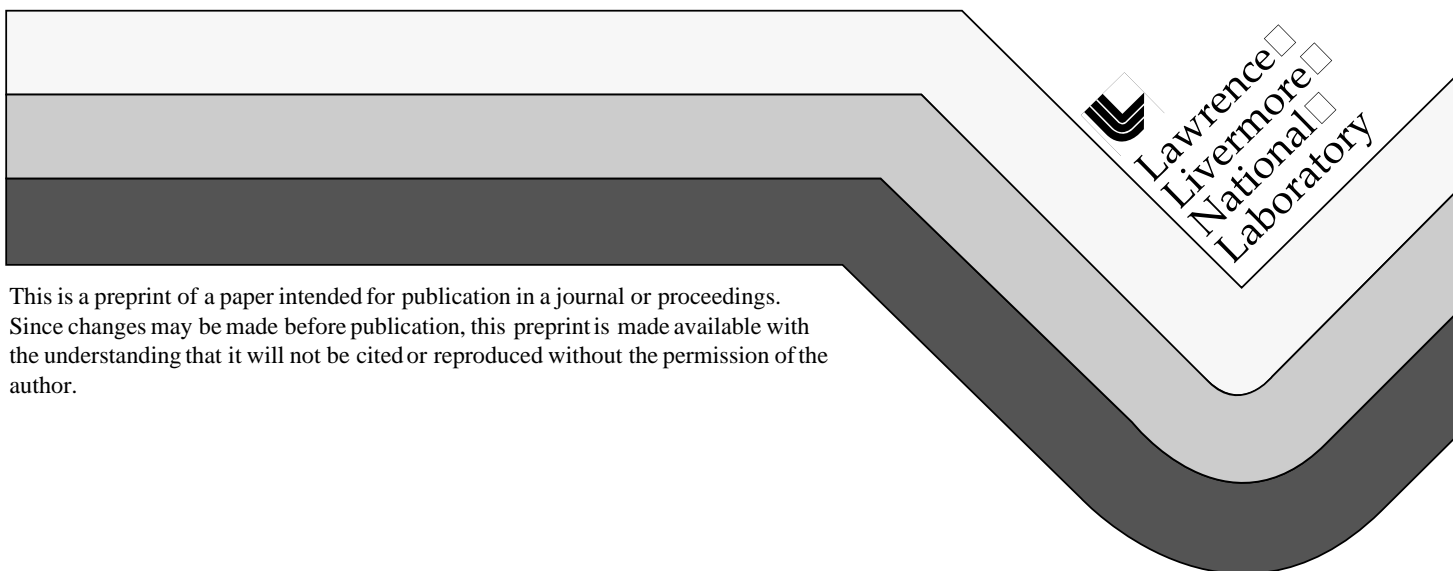 Lawrence
Livermore
National
Laboratory
This is a preprint of a paper intended for publication in a journal or proceedings.
Since changes may be made before publication, this preprint is made available with
the understanding that it will not be cited or reproduced without the permission of the
author.